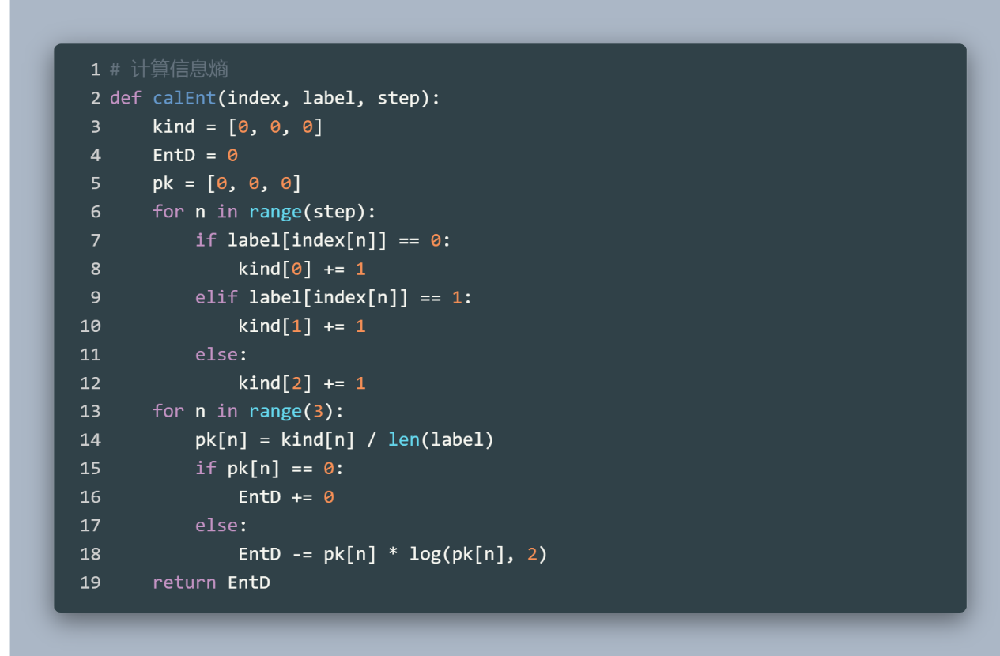 1 # 计算信息熵
2 def calEnt(index, label, step):
3     kind = [0, 0, 0]
4     EntD = 0
5     pk = [0, 0, 0]
6     for n in range(step):
7         if label[index[n]] == 0:
8             kind[0] += 1
9         elif label[index[n]] == 1:
10             kind[1] += 1
11         else:
12             kind[2] += 1
13     for n in range(3):
14         pk[n] = kind[n] / len(label)
15         if pk[n] == 0:
16             EntD += 0
17         else:
18             EntD -= pk[n] * log(pk[n], 2)
19     return EntD